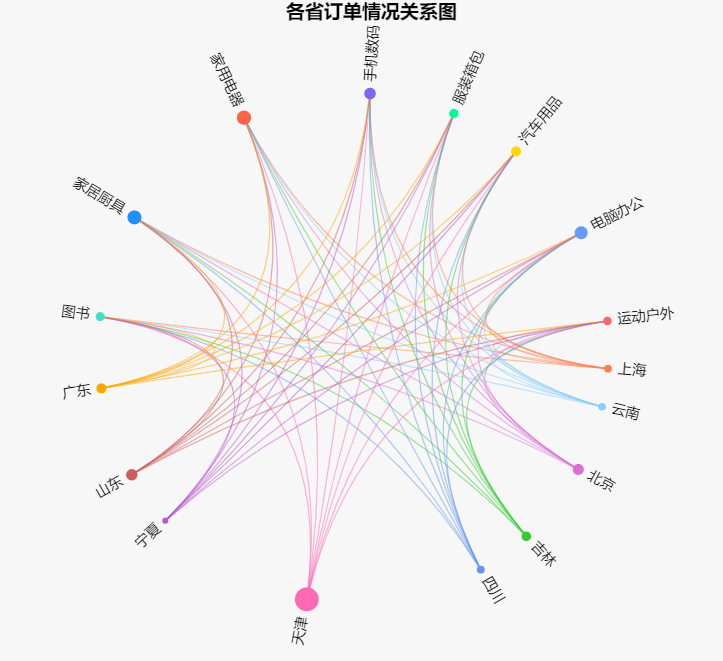 各省订单情况关系图
手机数码
服装箱包
汽车用品
电脑办公
运动户外
上海
云南
北京
吉林
四川
天津
宁夏
山东
广东
图书
家居厨具
家用电器